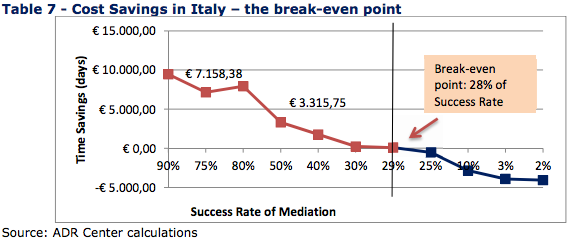 Table 7 - Cost Savings in Italy – the break-even point
€ 15.000,00
€ 10.000,00
€ 5.000,00
€ 0,00
-€ 5.000,00
Time Savings (days)
€ 7.158,38
€ 3.315,75
Break-even
point: 28% of
Success Rate
90% 75% 80% 50% 40% 30% 29% 25% 10% 3% 2%
Success Rate of Mediation
Source: ADR Center calculations